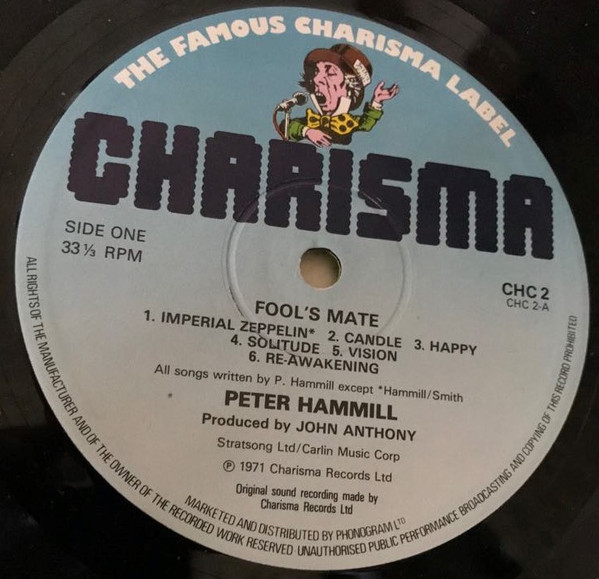 THE FAMOUS CHARISMA LABEL
CHARISMA
SIDE ONE
33⅓ RPM
CHC 2
CHC 2-A
FOOL'S MATE
1. IMPERIAL ZEPPELIN* 2. CANDLE 3. HAPPY
4. SOLITUDE 5. VISION
6. RE-AWAKENING
All songs written by P. Hammill except *Hammill/Smith
PETER HAMMILL
Produced by JOHN ANTHONY
Stratsong Ltd/Carlin Music Corp
Ⓟ 1971 Charisma Records Ltd
Original sound recording made by
Charisma Records Ltd
MARKETED AND DISTRIBUTED BY PHONOGRAM LTD
ALL RIGHTS OF THE MANUFACTURER AND OF THE OWNER OF THE RECORDED WORK RESERVED · UNAUTHORISED PUBLIC PERFORMANCE BROADCASTING AND COPYING OF THIS RECORD PROHIBITED